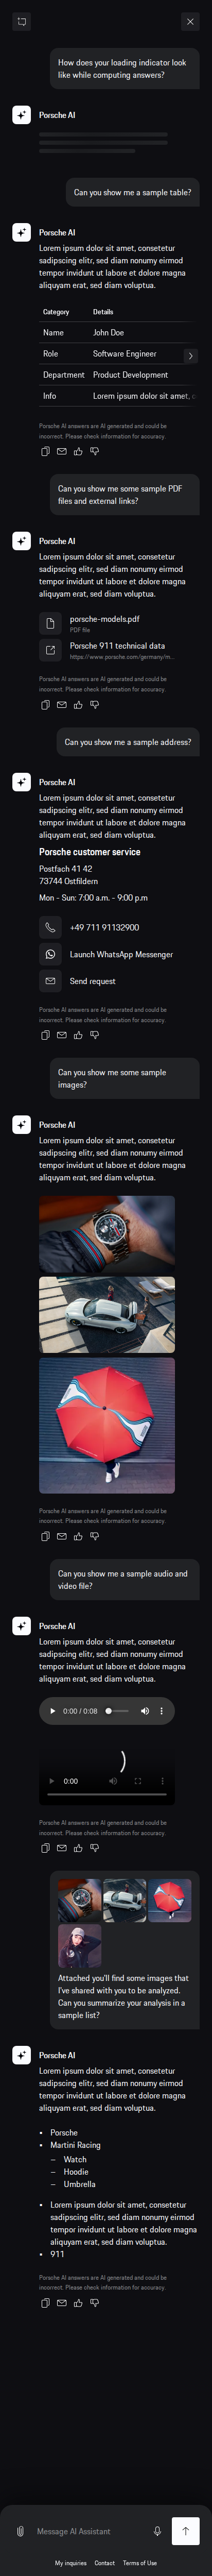 How does your loading indicator look
like while computing answers?
Porsche AI
Can you show me a sample table?
Porsche AI
Lorem ipsum dolor sit amet, consetetur
sadipscing elitr, sed diam nonumy eirmod
tempor invidunt ut labore et dolore magna
aliquyam erat, sed diam voluptua.
Category Details
Name John Doe
Role Software Engineer
Department Product Development
Info Lorem ipsum dolor sit amet,
Porsche AI answers are AI generated and could be
incorrect. Please check information for accuracy.
Can you show me some sample PDF
files and external links?
Porsche AI
Lorem ipsum dolor sit amet, consetetur
sadipscing elitr, sed diam nonumy eirmod
tempor invidunt ut labore et dolore magna
aliquyam erat, sed diam voluptua.
porsche-models.pdf
PDF file
Porsche 911 technical data
https://www.porsche.com/germany/m...
Porsche AI answers are AI generated and could be
incorrect. Please check information for accuracy.
Can you show me a sample address?
Porsche AI
Lorem ipsum dolor sit amet, consetetur
sadipscing elitr, sed diam nonumy eirmod
tempor invidunt ut labore et dolore magna
aliquyam erat, sed diam voluptua.
Porsche customer service
Postfach 41 42
73744 Ostfildern
Mon - Sun: 7:00 a.m. - 9:00 p.m
+49 711 91132900
Launch WhatsApp Messenger
Send request
Porsche AI answers are AI generated and could be
incorrect. Please check information for accuracy.
Can you show me some sample
images?
Porsche AI
Lorem ipsum dolor sit amet, consetetur
sadipscing elitr, sed diam nonumy eirmod
tempor invidunt ut labore et dolore magna
aliquyam erat, sed diam voluptua.
Porsche AI answers are AI generated and could be
incorrect. Please check information for accuracy.
Can you show me a sample audio and
video file?
Porsche AI
Lorem ipsum dolor sit amet, consetetur
sadipscing elitr, sed diam nonumy eirmod
tempor invidunt ut labore et dolore magna
aliquyam erat, sed diam voluptua.
0:00 / 0:08
0:00
Porsche AI answers are AI generated and could be
incorrect. Please check information for accuracy.
Attached you'll find some images that
I've shared with you to be analyzed.
Can you summarize your analysis in a
sample list?
Porsche AI
Lorem ipsum dolor sit amet, consetetur
sadipscing elitr, sed diam nonumy eirmod
tempor invidunt ut labore et dolore magna
aliquyam erat, sed diam voluptua.
• Porsche
• Martini Racing
– Watch
– Hoodie
– Umbrella
• Lorem ipsum dolor sit amet, consetetur
sadipscing elitr, sed diam nonumy eirmod
tempor invidunt ut labore et dolore magna
aliquyam erat, sed diam voluptua.
• 911
Porsche AI answers are AI generated and could be
incorrect. Please check information for accuracy.
Message AI Assistant
My inquiries Contact Terms of Use